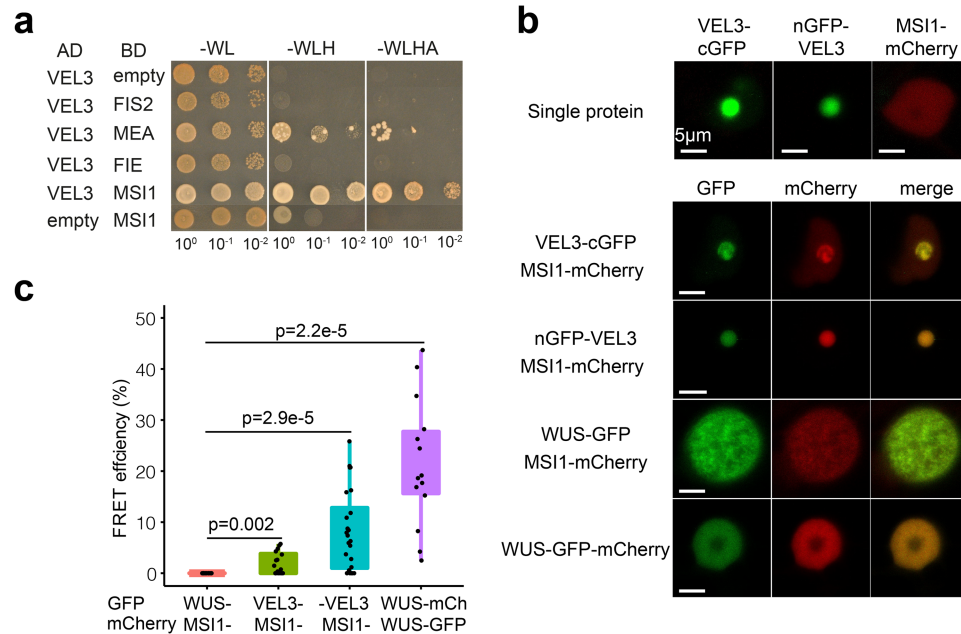 a
AD BD -WL -WLH -WLHA
VEL3 empty
VEL3 FIS2
VEL3 MEA
VEL3 FIE
VEL3 MSI1
empty MSI1
10⁰ 10⁻¹ 10⁻² 10⁰ 10⁻¹ 10⁻² 10⁰ 10⁻¹ 10⁻²
b
VEL3-cGFP nGFP-VEL3 MSI1-mCherry
Single protein
5μm
GFP mCherry merge
VEL3-cGFP
MSI1-mCherry
nGFP-VEL3
MSI1-mCherry
WUS-GFP
MSI1-mCherry
WUS-GFP-mCherry
c
FRET effciency (%)
50
40
30
20
10
0
p=2.2e-5
p=2.9e-5
p=0.002
GFP WUS- VEL3- -VEL3 WUS-mCh
mCherry MSI1- MSI1- MSI1- WUS-GFP